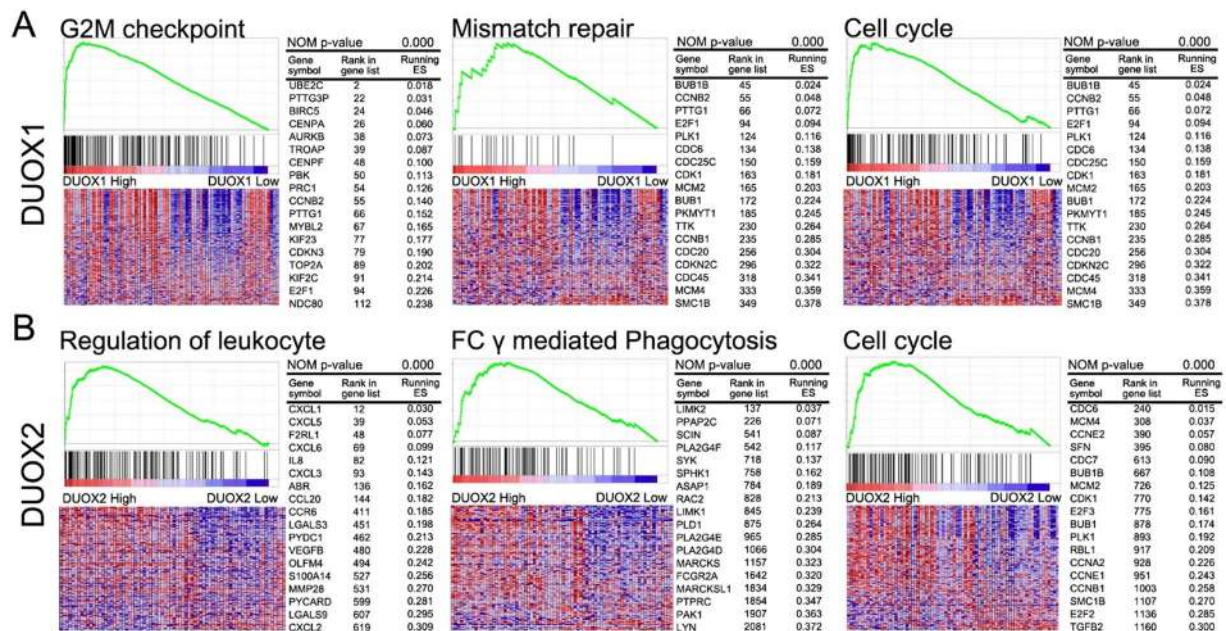 A
DUOX1
G2M checkpoint
DUOX1 High DUOX1 Low
NOM p-value 0.000
Gene symbol Rank in gene list Running ES
UBE2C 2 0.018
PTTG3P 22 0.031
BIRC5 24 0.046
CENPA 26 0.060
AURKB 38 0.073
TROAP 39 0.087
CENPF 48 0.100
PBK 50 0.113
PRC1 54 0.126
CCNB2 55 0.140
PTTG1 66 0.152
MYBL2 67 0.165
KIF23 77 0.177
CDKN3 79 0.190
TOP2A 89 0.202
KIF2C 91 0.214
E2F1 94 0.226
NDC80 112 0.238
Mismatch repair
DUOX1 High DUOX1 Low
NOM p-value 0.000
Gene symbol Rank in gene list Running ES
BUB1B 45 0.024
CCNB2 55 0.048
PTTG1 66 0.072
E2F1 94 0.094
PLK1 124 0.116
CDC6 134 0.138
CDC25C 150 0.159
CDK1 163 0.181
MCM2 165 0.203
BUB1 172 0.224
PKMYT1 185 0.245
TTK 230 0.264
CCNB1 235 0.285
CDC20 256 0.304
CDKN2C 296 0.322
CDC45 318 0.341
MCM4 333 0.359
SMC1B 349 0.378
Cell cycle
DUOX1 High DUOX1 Low
NOM p-value 0.000
Gene symbol Rank in gene list Running ES
BUB1B 45 0.024
CCNB2 55 0.048
PTTG1 66 0.072
E2F1 94 0.094
PLK1 124 0.116
CDC6 134 0.138
CDC25C 150 0.159
CDK1 163 0.181
MCM2 165 0.203
BUB1 172 0.224
PKMYT1 185 0.245
TTK 230 0.264
CCNB1 235 0.285
CDC20 256 0.304
CDKN2C 296 0.322
CDC45 318 0.341
MCM4 333 0.359
SMC1B 349 0.378
B
DUOX2
Regulation of leukocyte
DUOX2 High DUOX2 Low
NOM p-value 0.000
Gene symbol Rank in gene list Running ES
CXCL1 12 0.030
CXCL5 39 0.053
F2RL1 48 0.077
CXCL6 69 0.099
IL8 82 0.121
CXCL3 93 0.143
ABR 136 0.162
CCL20 144 0.182
CCR6 411 0.185
LGALS3 451 0.198
PYDC1 462 0.213
VEGFB 480 0.228
OLFM4 494 0.242
S100A14 527 0.256
MMP28 531 0.270
PYCARD 599 0.281
LGALS9 607 0.295
CXCL2 619 0.309
FC γ mediated Phagocytosis
DUOX2 High DUOX2 Low
NOM p-value 0.000
Gene symbol Rank in gene list Running ES
LIMK2 137 0.037
PPAP2C 226 0.071
SCIN 541 0.087
PLA2G4F 542 0.117
SYK 718 0.137
SPHK1 758 0.162
ASAP1 784 0.189
RAC2 828 0.213
LIMK1 845 0.239
PLD1 875 0.264
PLA2G4E 965 0.285
PLA2G4D 1066 0.304
MARCKS 1157 0.323
FCGR2A 1642 0.320
MARCKSL1 1834 0.329
PTPRC 1854 0.347
PAK1 1907 0.363
LYN 2081 0.372
Cell cycle
DUOX2 High DUOX2 Low
NOM p-value 0.000
Gene symbol Rank in gene list Running ES
CDC6 240 0.015
MCM4 308 0.037
CCNE2 390 0.057
SFN 395 0.080
CDC7 613 0.090
BUB1B 667 0.108
MCM2 726 0.125
CDK1 770 0.142
E2F3 775 0.161
BUB1 878 0.174
PLK1 893 0.192
RBL1 917 0.209
CCNA2 928 0.226
CCNE1 951 0.243
CCNB1 1003 0.258
SMC1B 1107 0.270
E2F2 1136 0.285
TGFB2 1160 0.300